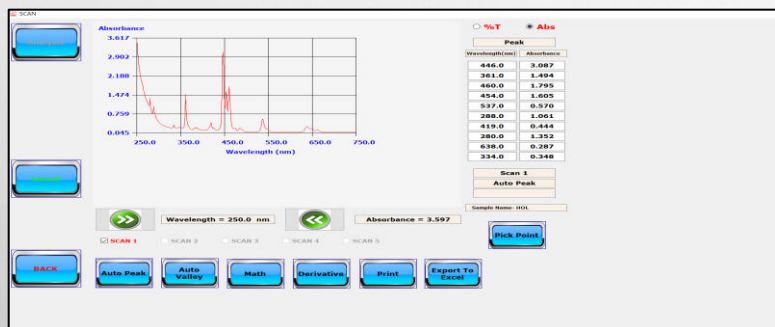 SCAN
%T Abs
Absorbance
3.617
2.902
2.188
1.474
0.759
0.045
250.0 350.0 450.0 550.0 650.0 750.0
Wavelength (nm)
Peak
Wavelength(nm) Absorbance
446.0 3.087
361.0 1.494
460.0 1.795
454.0 1.605
537.0 0.570
288.0 1.061
419.0 0.444
280.0 1.352
638.0 0.287
334.0 0.348
Scan 1
Auto Peak
Sample Name- HOL
Wavelength = 250.0 nm
Absorbance = 3.597
Pick Point
SCAN 1 SCAN 2 SCAN 3 SCAN 4 SCAN 5
BACK
Auto Peak
Auto Valley
Math
Derivative
Print
Export To Excel